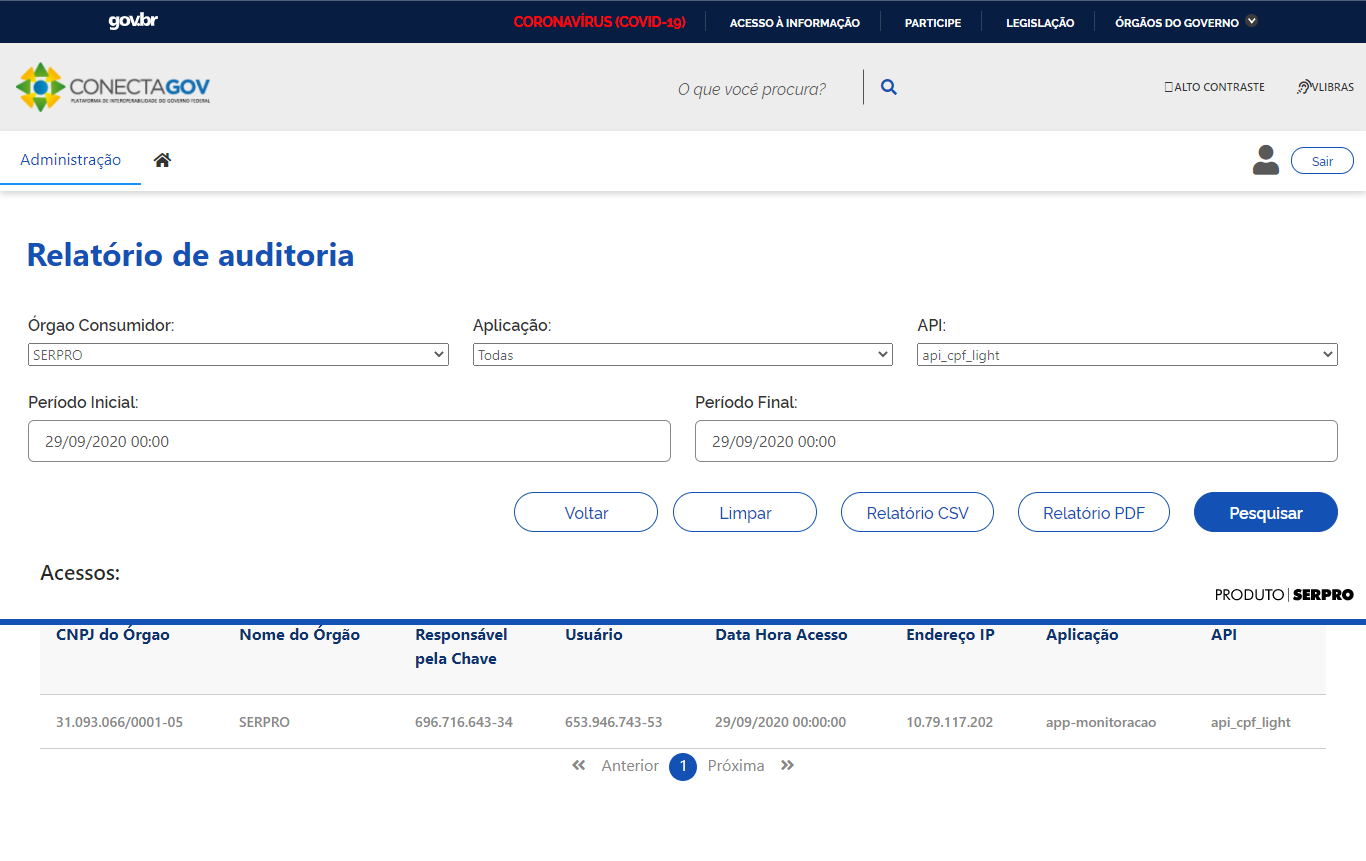 gov.br
CORONAVÍRUS (COVID-19)
ACESSO À INFORMAÇÃO
PARTICIPE
LEGISLAÇÃO
ÓRGÃOS DO GOVERNO
CONECTAGOV
PLATAFORMA DE INTEROPERABILIDADE DO GOVERNO FEDERAL
O que você procura?
ALTO CONTRASTE
VLIBRAS
Administração
Sair
Relatório de auditoria
Órgao Consumidor: Aplicação: API:
SERPRO Todas api_cpf_light
Período Inicial: Período Final:
29/09/2020 00:00 29/09/2020 00:00
Voltar Limpar Relatório CSV Relatório PDF Pesquisar
Acessos:
PRODUTO | SERPRO
CNPJ do Órgao Nome do Órgão Responsável Usuário Data Hora Acesso Endereço IP Aplicação API
pela Chave
31.093.066/0001-05 SERPRO 696.716.643-34 653.946.743-53 29/09/2020 00:00:00 10.79.117.202 app-monitoracao api_cpf_light
« Anterior 1 Próxima »